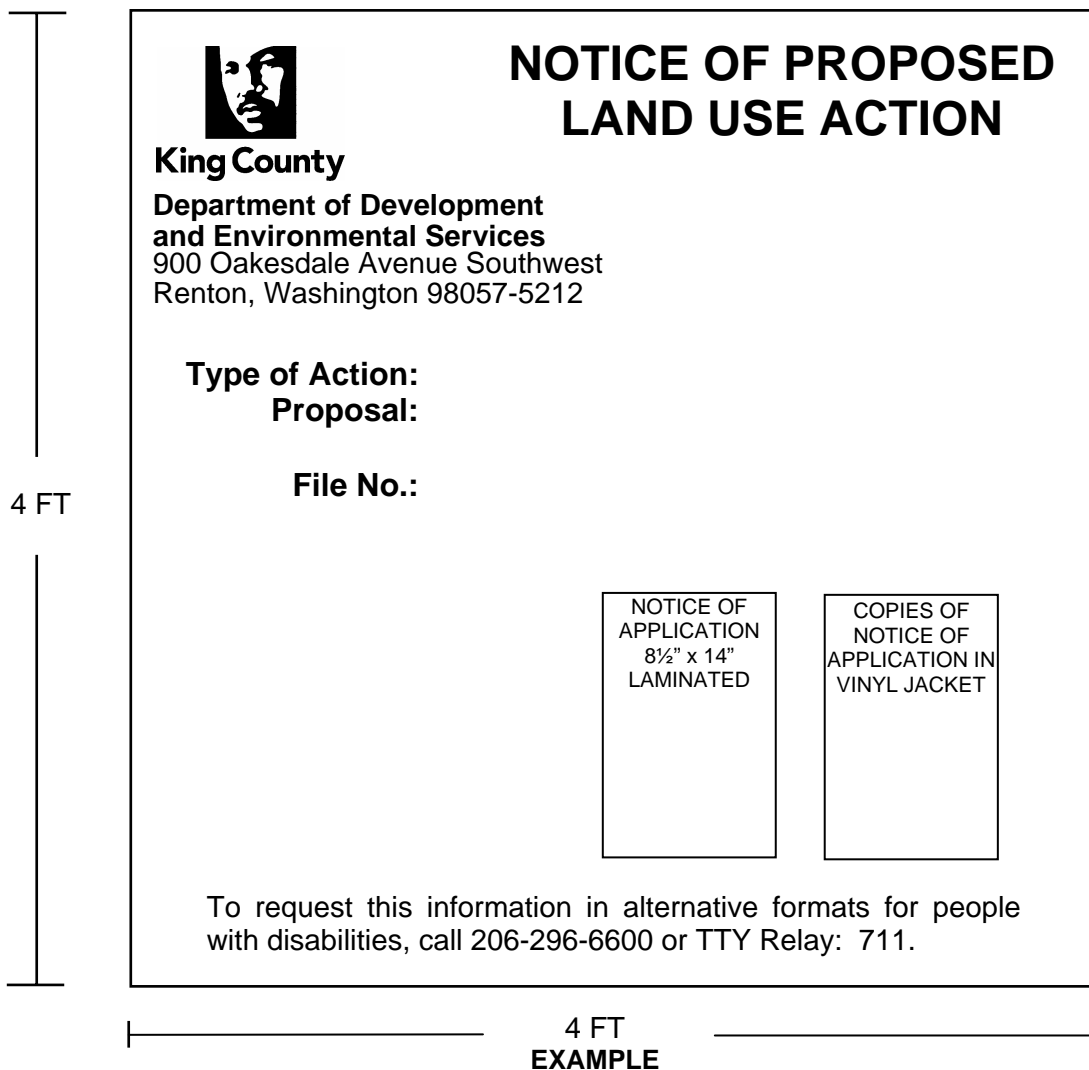 NOTICE OF PROPOSED
LAND USE ACTION
King County
Department of Development
and Environmental Services
900 Oakesdale Avenue Southwest
Renton, Washington 98057-5212
Type of Action:
Proposal:
File No.:
4 FT
NOTICE OF
APPLICATION
8½” x 14”
LAMINATED
COPIES OF
NOTICE OF
APPLICATION IN
VINYL JACKET
To request this information in alternative formats for people
with disabilities, call 206-296-6600 or TTY Relay: 711.
4 FT
EXAMPLE